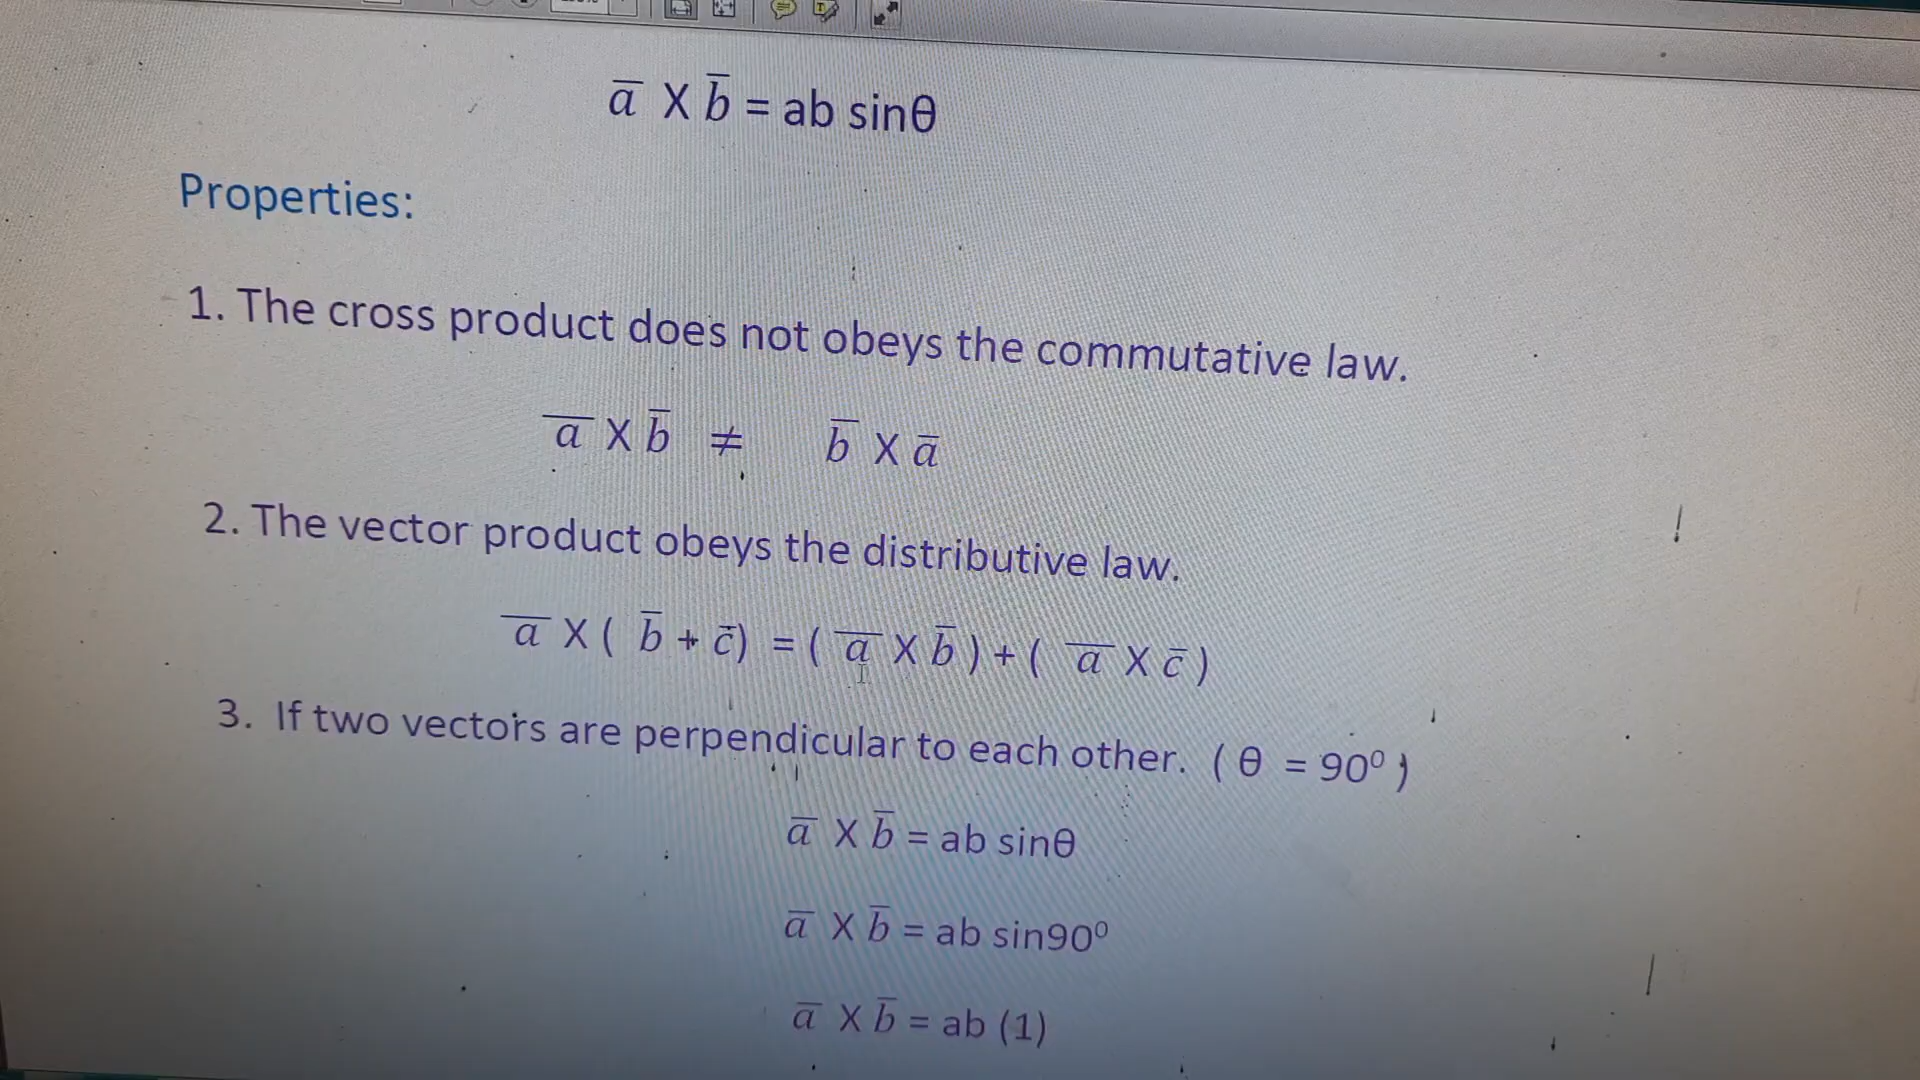 a̅ X b̅ = ab sinθ
Properties:
1. The cross product does not obeys the commutative law.
a̅ X b̅ ≠ b̅ X a̅
2. The vector product obeys the distributive law.
a̅ X ( b̅ + c̅) = ( a̅ X b̅ ) + ( a̅ X c̅ )
3. If two vectors are perpendicular to each other. ( θ = 90⁰ )
a̅ X b̅ = ab sinθ
a̅ X b̅ = ab sin90⁰
a̅ X b̅ = ab (1)